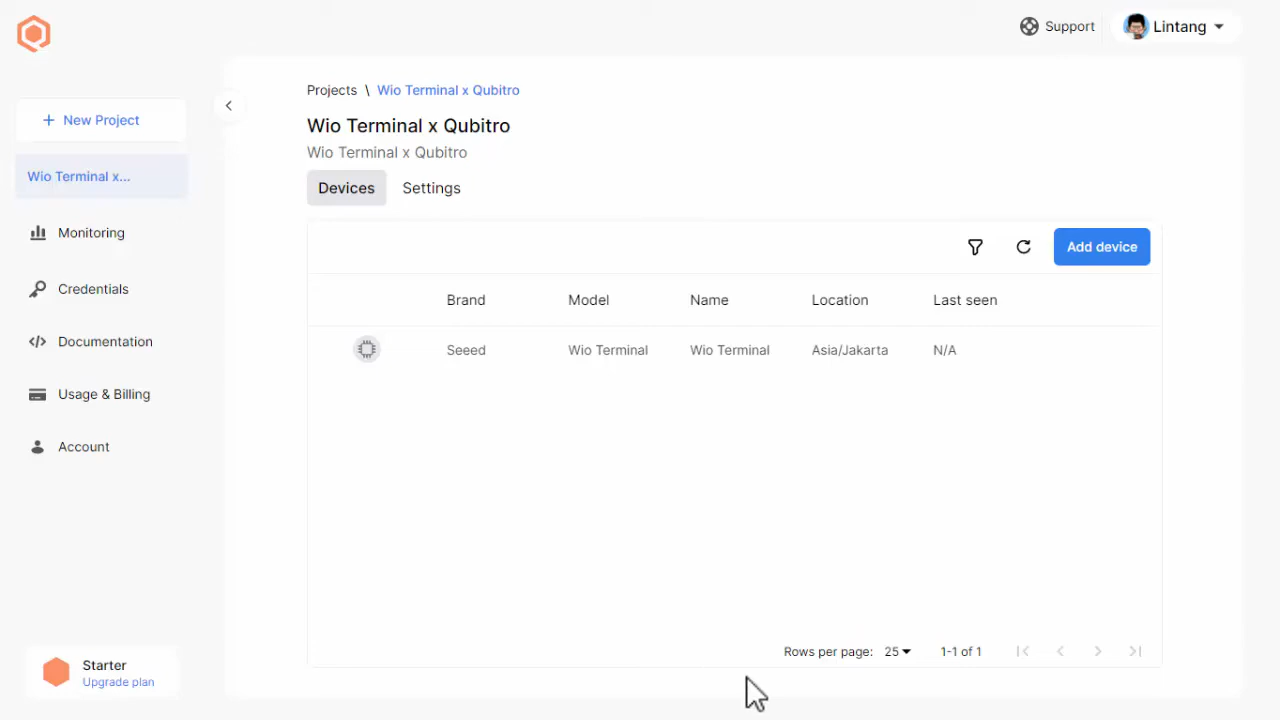 Support
Lintang
Projects \ Wio Terminal x Qubitro
+ New Project
Wio Terminal x Qubitro
Wio Terminal x Qubitro
Wio Terminal x...
Devices Settings
Monitoring
Add device
Credentials
Brand Model Name Location Last seen
Documentation
Seeed Wio Terminal Wio Terminal Asia/Jakarta N/A
Usage & Billing
Account
Rows per page: 25 1-1 of 1
Starter
Upgrade plan